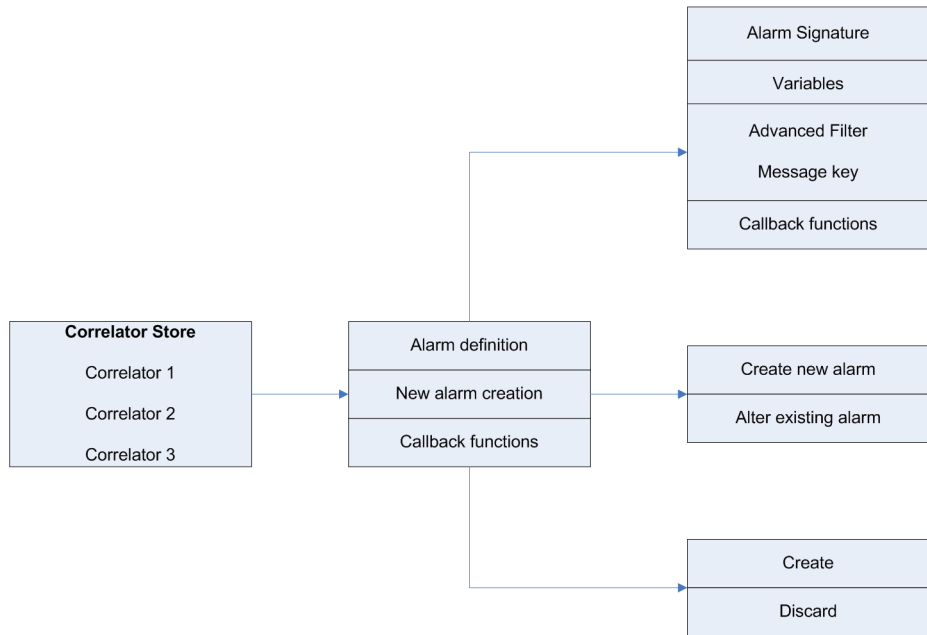 Correlator Store
Correlator 1
Correlator 2
Correlator 3
Alarm definition
New alarm creation
Callback functions
Alarm Signature
Variables
Advanced Filter
Message key
Callback functions
Create new alarm
Alter existing alarm
Create
Discard